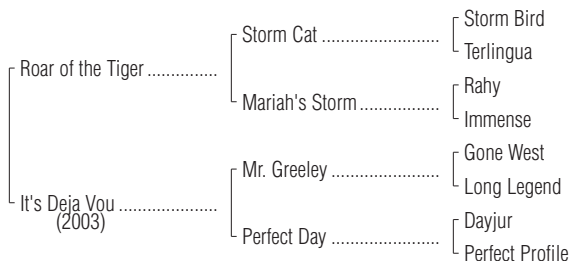 Storm Bird
Storm Cat ........................
Terlingua
Roar of the Tiger ..............
Rahy
Mariah's Storm ................
Immense
Gone West
Mr. Greeley ......................
Long Legend
It's Deja Vou ....................
(2003)
Dayjur
Perfect Day ......................
Perfect Profile